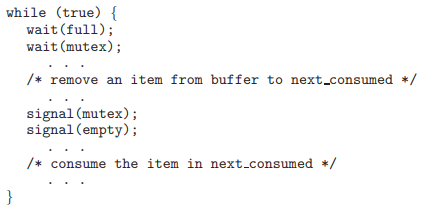 while (true) {
wait(full);
wait(mutex);
. . .
/* remove an item from buffer to next_consumed */
. . .
signal(mutex);
signal(empty);
. . .
/* consume the item in next_consumed */
. . .
}